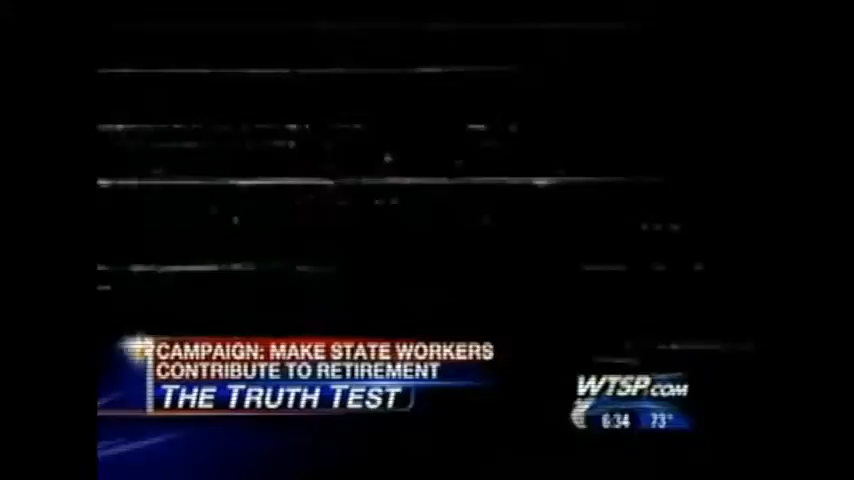 CAMPAIGN: MAKE STATE WORKERS
CONTRIBUTE TO RETIREMENT
THE TRUTH TEST
WTSP.COM
6:34 73°